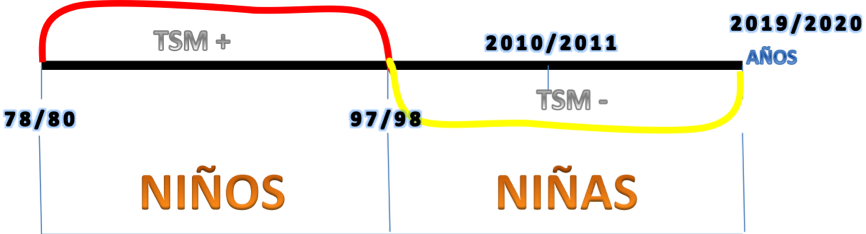 2019/2020
TSM +
2010/2011
AÑOS
TSM -
78/80
97/98
NIÑOS
NIÑAS